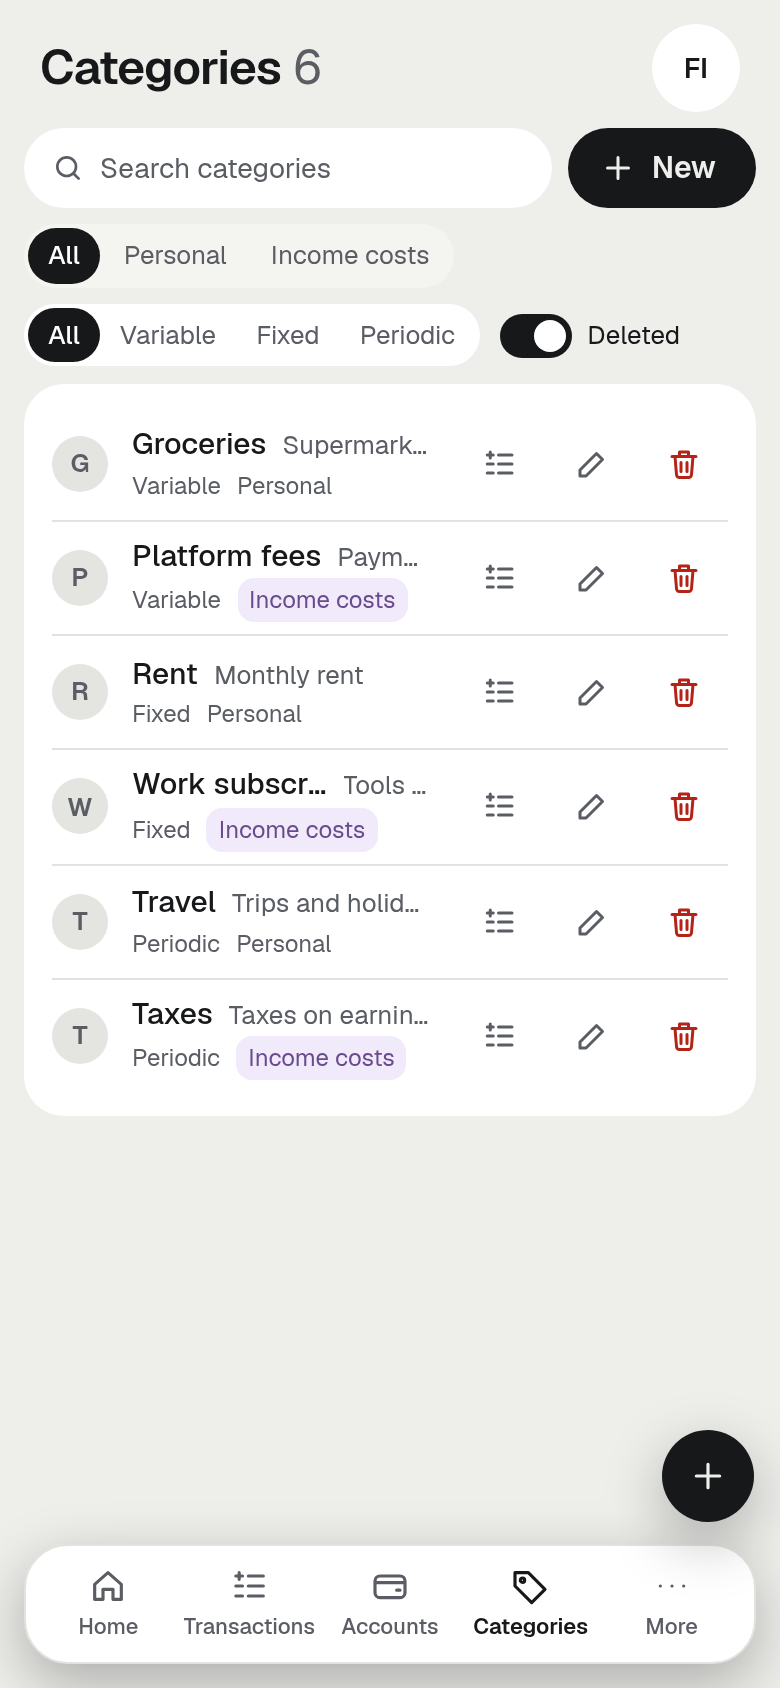 Categories 6
FI
Search categories
New
All Personal Income costs
All Variable Fixed Periodic Deleted
G
Groceries Supermark...
Variable Personal
P
Platform fees Paym...
Variable Income costs
R
Rent Monthly rent
Fixed Personal
W
Work subscr... Tools ...
Fixed Income costs
T
Travel Trips and holid...
Periodic Personal
T
Taxes Taxes on earnin...
Periodic Income costs
Home Transactions Accounts Categories More